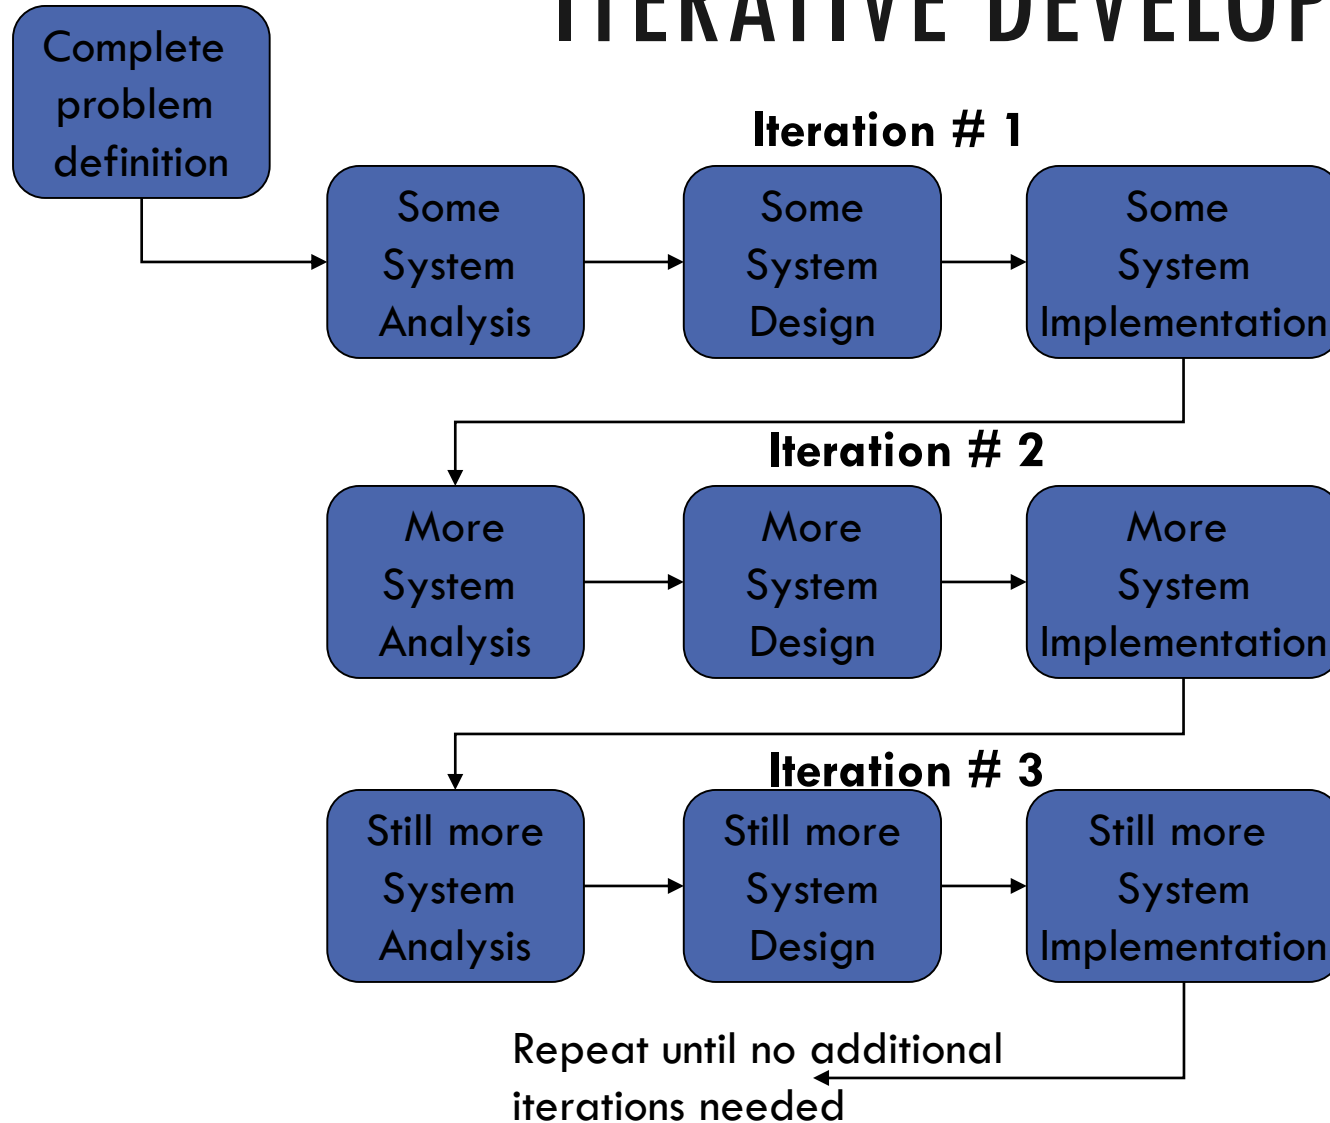 ITERATIVE DEVELOP
Complete
problem
definition
Iteration # 1
Some
System
Analysis
Some
System
Design
Some
System
Implementation
Iteration # 2
More
System
Analysis
More
System
Design
More
System
Implementation
Iteration # 3
Still more
System
Analysis
Still more
System
Design
Still more
System
Implementation
Repeat until no additional
iterations needed